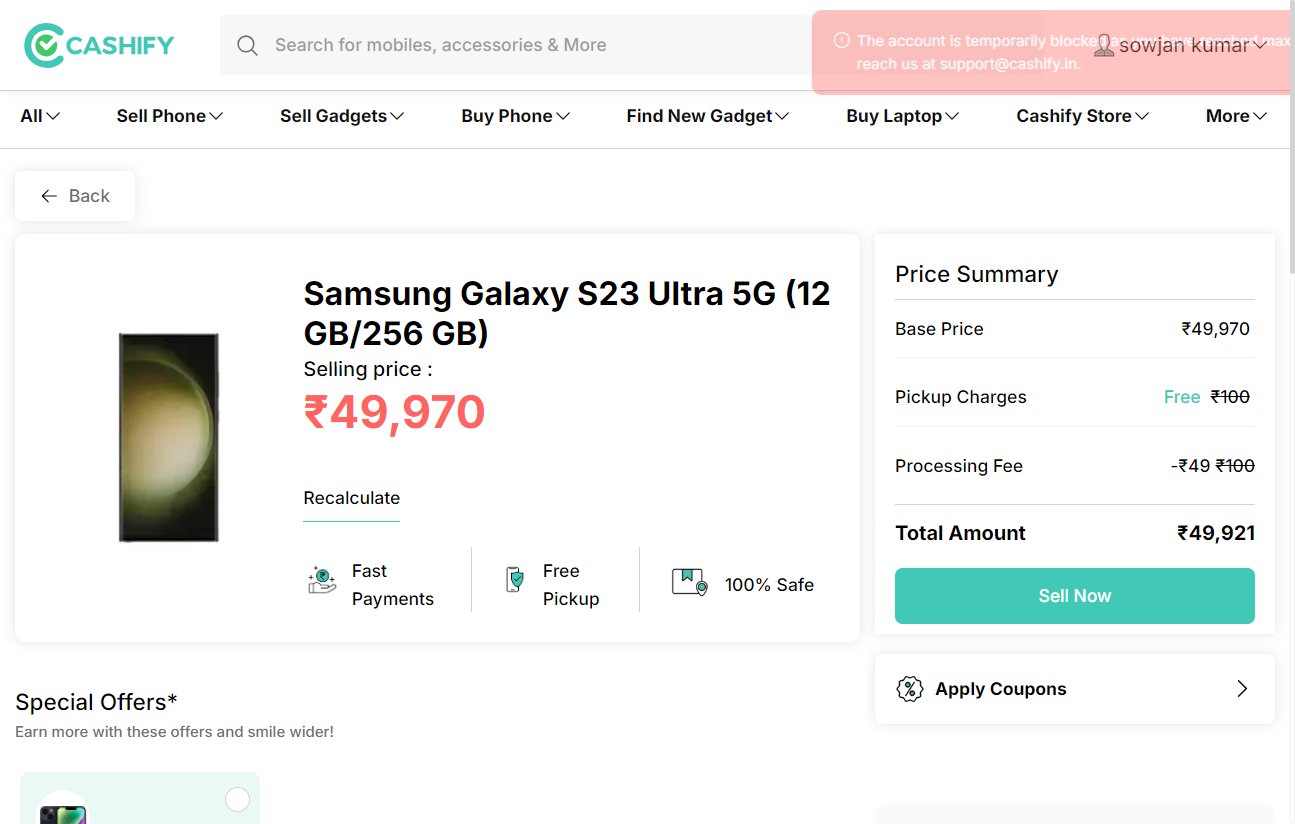 CASHIFY
Search for mobiles, accessories & More
The account is temporarily blocked as you have reached max
reach us at support@cashify.in.
sowjan kumar
All
Sell Phone
Sell Gadgets
Buy Phone
Find New Gadget
Buy Laptop
Cashify Store
More
Back
Samsung Galaxy S23 Ultra 5G (12
GB/256 GB)
Selling price :
₹49,970
Recalculate
Fast
Payments
Free
Pickup
100% Safe
Price Summary
Base Price ₹49,970
Pickup Charges Free ₹100
Processing Fee -₹49 ₹100
Total Amount ₹49,921
Sell Now
Apply Coupons
Special Offers*
Earn more with these offers and smile wider!